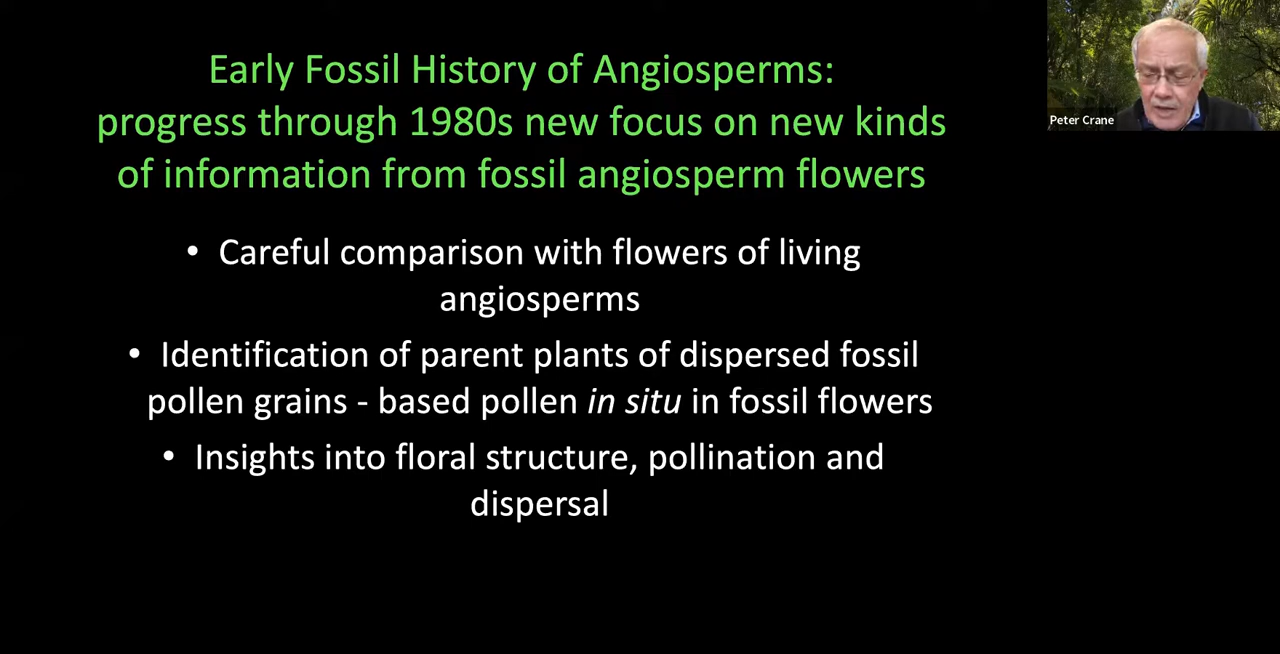 Early Fossil History of Angiosperms:
progress through 1980s new focus on new kinds
of information from fossil angiosperm flowers
Peter Crane
• Careful comparison with flowers of living
angiosperms
• Identification of parent plants of dispersed fossil
pollen grains - based pollen in situ in fossil flowers
• Insights into floral structure, pollination and
dispersal